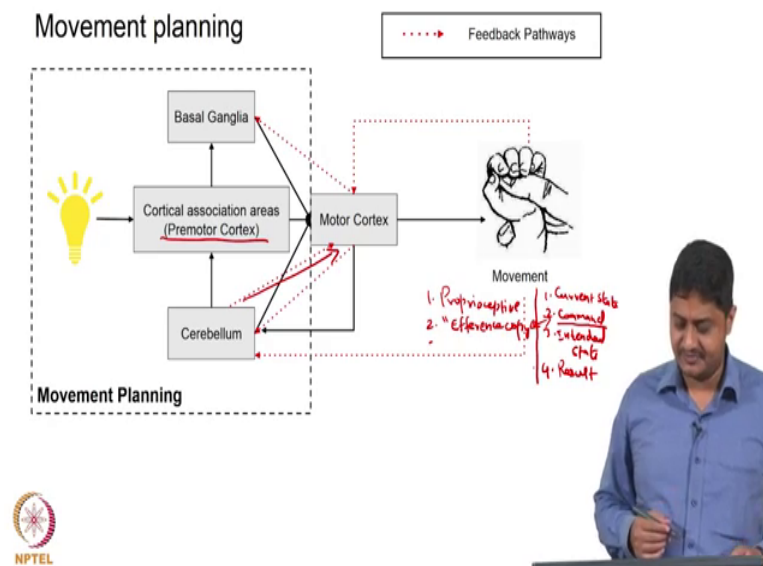 Movement planning
Feedback Pathways
Basal Ganglia
Cortical association areas
(Premotor Cortex)
Motor Cortex
Cerebellum
Movement
Movement Planning
1. Proprioceptive
2. "Efference copy"
1. Current state
2. Command
3. Intended
state
4. Result
NPTEL